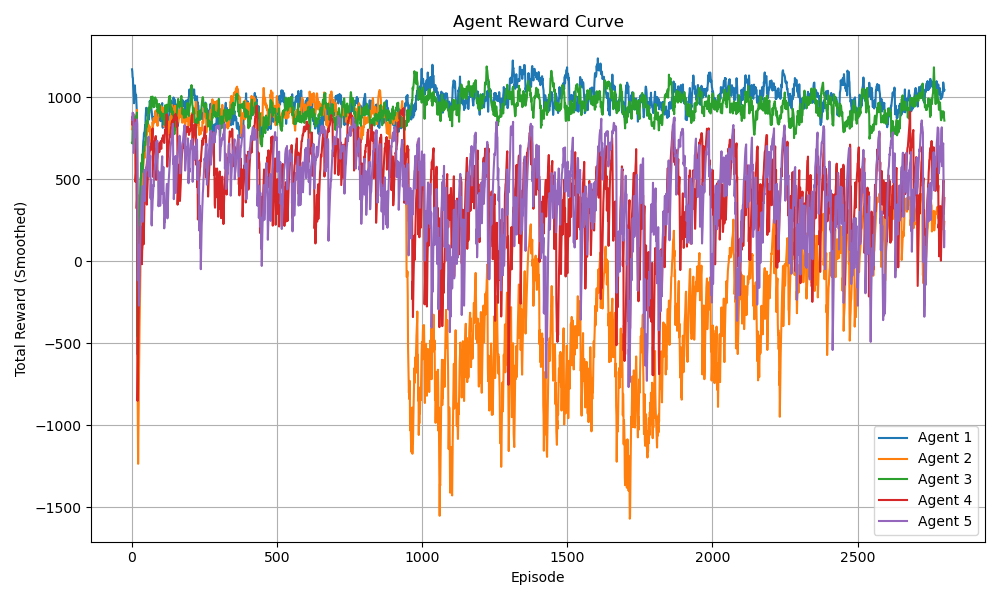 Agent Reward Curve
Total Reward (Smoothed)
1000
500
0
−500
−1000
−1500
0 500 1000 1500 2000 2500
Episode
Agent 1
Agent 2
Agent 3
Agent 4
Agent 5